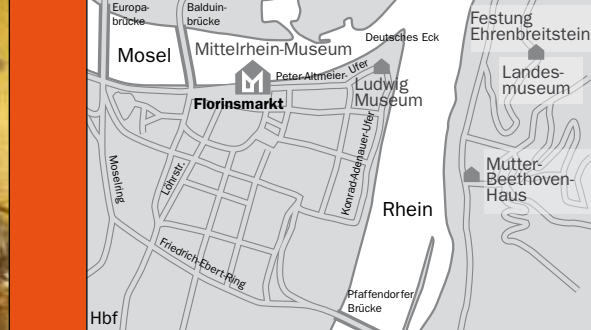 Europa-
brücke
Balduin-
brücke
Mosel
Mittelrhein-Museum
Deutsches Eck
Festung
Ehrenbreitstein
Peter-Altmeier-Ufer
Florinsmarkt
Ludwig
Museum
Landes-
museum
Moselring
Löhrstr.
Konrad-Adenauer-Ufer
Mutter-
Beethoven-
Haus
Rhein
Friedrich-Ebert-Ring
Pfaffendorfer
Brücke
Hbf